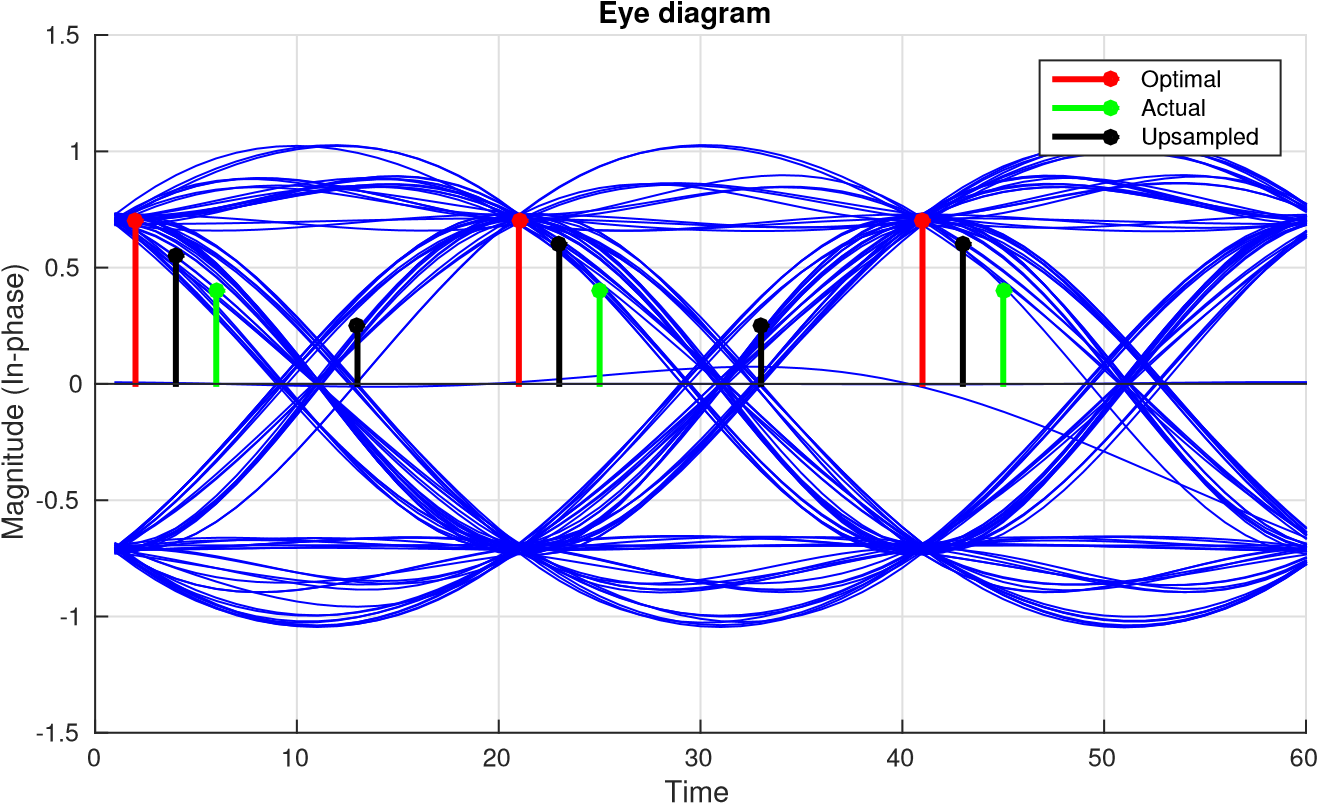 Eye diagram
Optimal
Actual
Upsampled
Magnitude (In-phase)
1.5
1
0.5
0
-0.5
-1
-1.5
0 10 20 30 40 50 60
Time